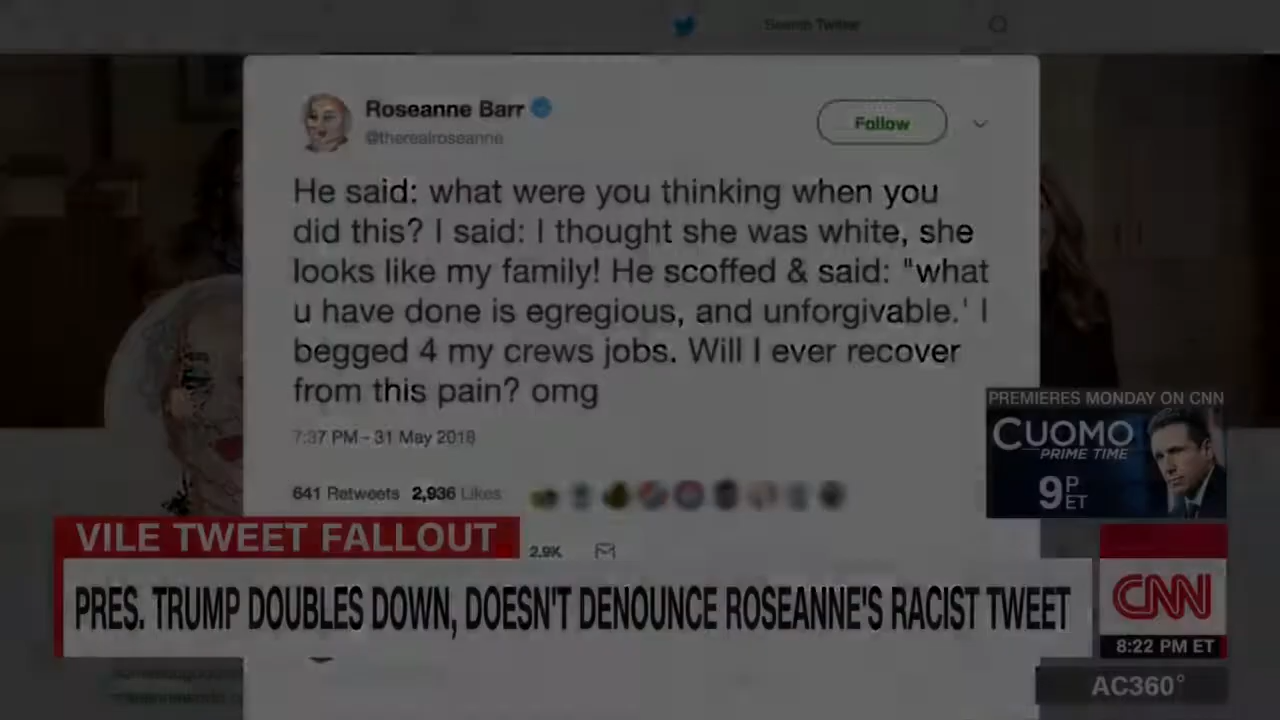 Search Twitter
Roseanne Barr
@therealroseanne
Follow
He said: what were you thinking when you
did this? I said: I thought she was white, she
looks like my family! He scoffed & said: "what
u have done is egregious, and unforgivable.' I
begged 4 my crews jobs. Will I ever recover
from this pain? omg
7:37 PM - 31 May 2018
641 Retweets 2,936 Likes
2.9K
PREMIERES MONDAY ON CNN
CUOMO
PRIME TIME
9 PM ET
VILE TWEET FALLOUT
PRES. TRUMP DOUBLES DOWN, DOESN'T DENOUNCE ROSEANNE'S RACIST TWEET
CNN
8:22 PM ET
AC360°